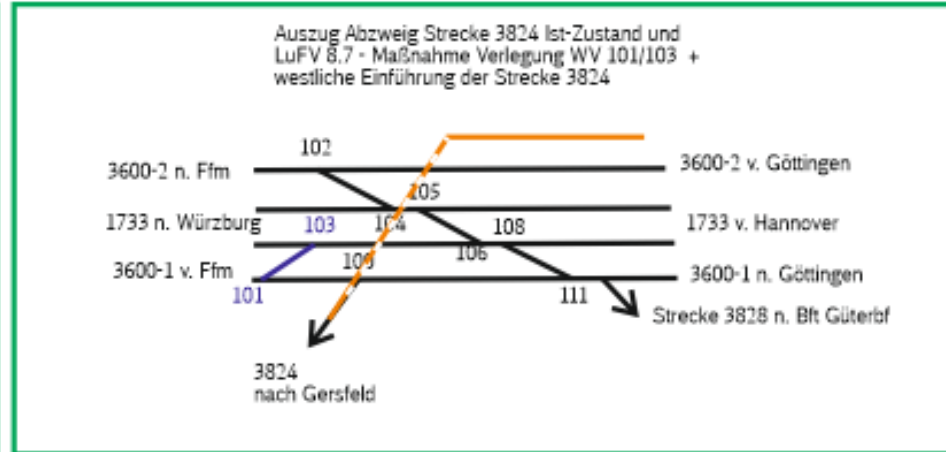 Auszug Abzweig Strecke 3824 Ist-Zustand und
LuFV 8.7 - Maßnahme Verlegung WV 101/103 +
westliche Einführung der Strecke 3824
102
3600-2 n. Ffm
3600-2 v. Göttingen
105
1733 n. Würzburg
103
104
108
1733 v. Hannover
106
109
3600-1 v. Ffm
3600-1 n. Göttingen
101
111
Strecke 3828 n. Bft Güterbf
3824
nach Gersfeld